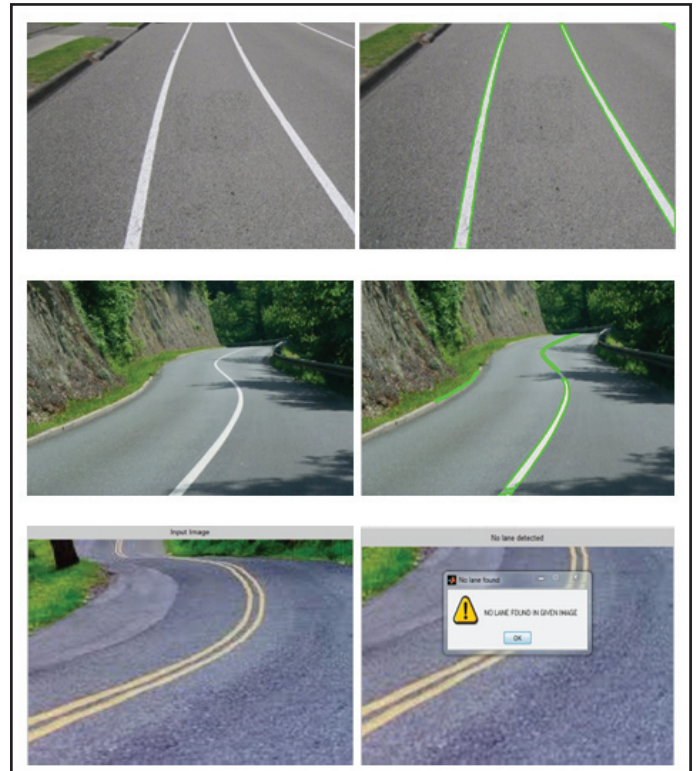 Input Image
No lane detected
No lane found
NO LANE FOUND IN GIVEN IMAGE
OK